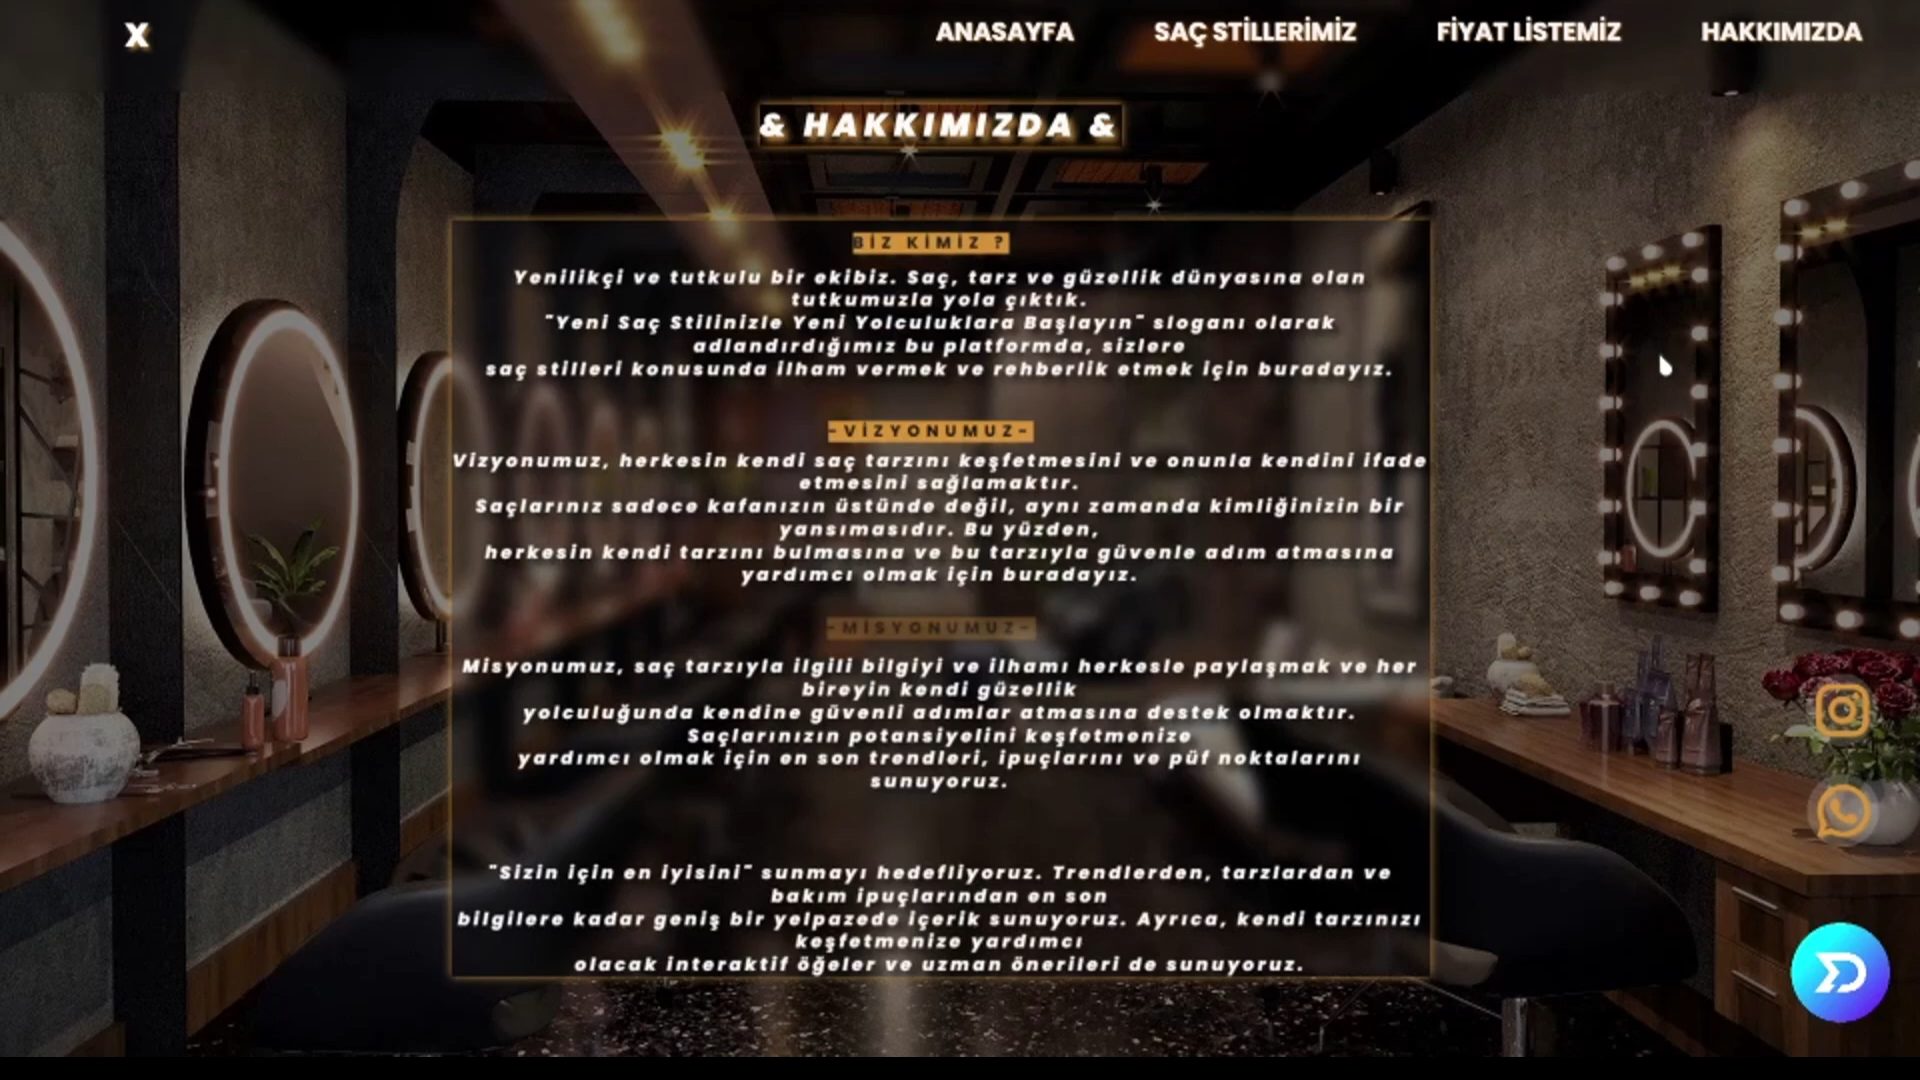 X
ANASAYFA SAÇ STİLLERİMİZ FİYAT LİSTEMİZ HAKKIMIZDA
& HAKKIMIZDA &
BİZ KİMİZ ?
Yenilikçi ve tutkulu bir ekibiz. Saç, tarz ve güzellik dünyasına olan
tutkumuzla yola çıktık.
"Yeni Saç Stilinizle Yeni Yolculuklara Başlayın" sloganı olarak
adlandırdığımız bu platformda, sizlere
saç stilleri konusunda ilham vermek ve rehberlik etmek için buradayız.
-VİZYONUMUZ-
Vizyonumuz, herkesin kendi saç tarzını keşfetmesini ve onunla kendini ifade
etmesini sağlamaktır.
Saçlarınız sadece kafanızın üstünde değil, aynı zamanda kimliğinizin bir
yansımasıdır. Bu yüzden,
herkesin kendi tarzını bulmasına ve bu tarzıyla güvenle adım atmasına
yardımcı olmak için buradayız.
-MİSYONUMUZ-
Misyonumuz, saç tarzıyla ilgili bilgiyi ve ilhamı herkesle paylaşmak ve her
bireyin kendi güzellik
yolculuğunda kendine güvenli adımlar atmasına destek olmaktır.
Saçlarınızın potansiyelini keşfetmenize
yardımcı olmak için en son trendleri, ipuçlarını ve püf noktalarını
sunuyoruz.
"Sizin için en iyisini" sunmayı hedefliyoruz. Trendlerden, tarzlardan ve
bakım ipuçlarından en son
bilgilere kadar geniş bir yelpazede içerik sunuyoruz. Ayrıca, kendi tarzınızı
keşfetmenize yardımcı
olacak interaktif öğeler ve uzman önerileri de sunuyoruz.